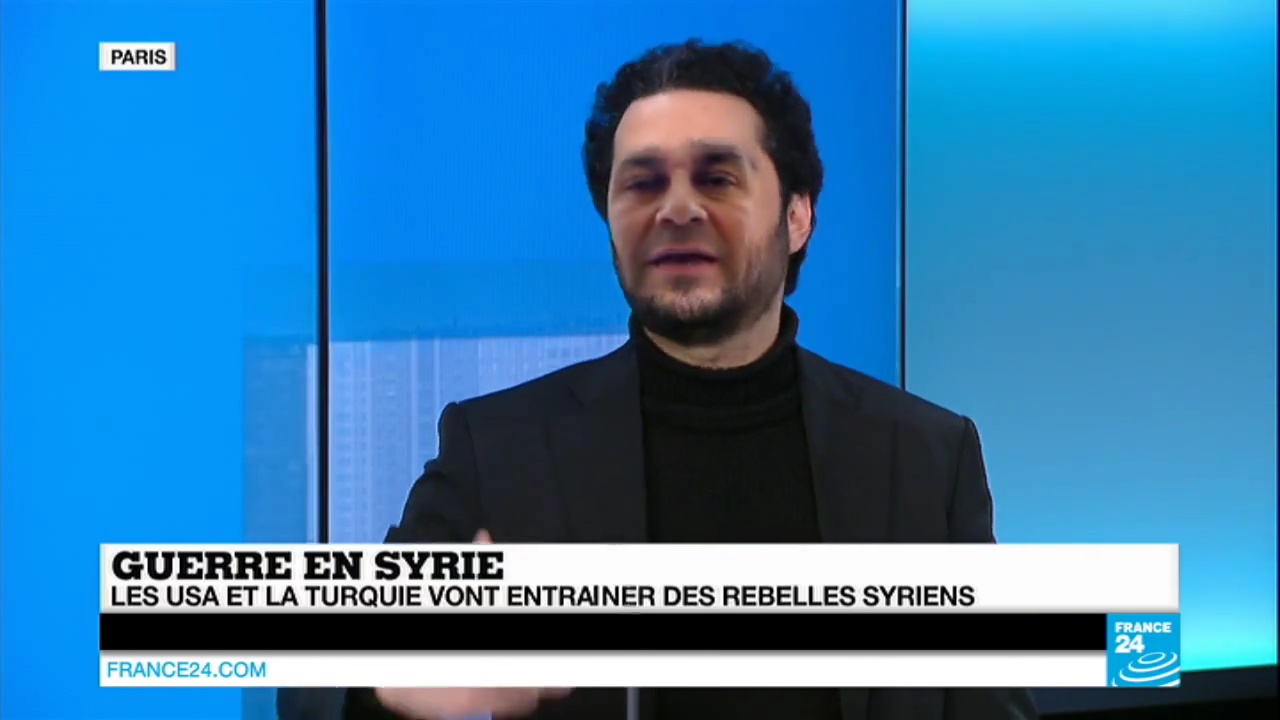 PARIS
GUERRE EN SYRIE
LES USA ET LA TURQUIE VONT ENTRAINER DES REBELLES SYRIENS
FRANCE
24
FRANCE24.COM